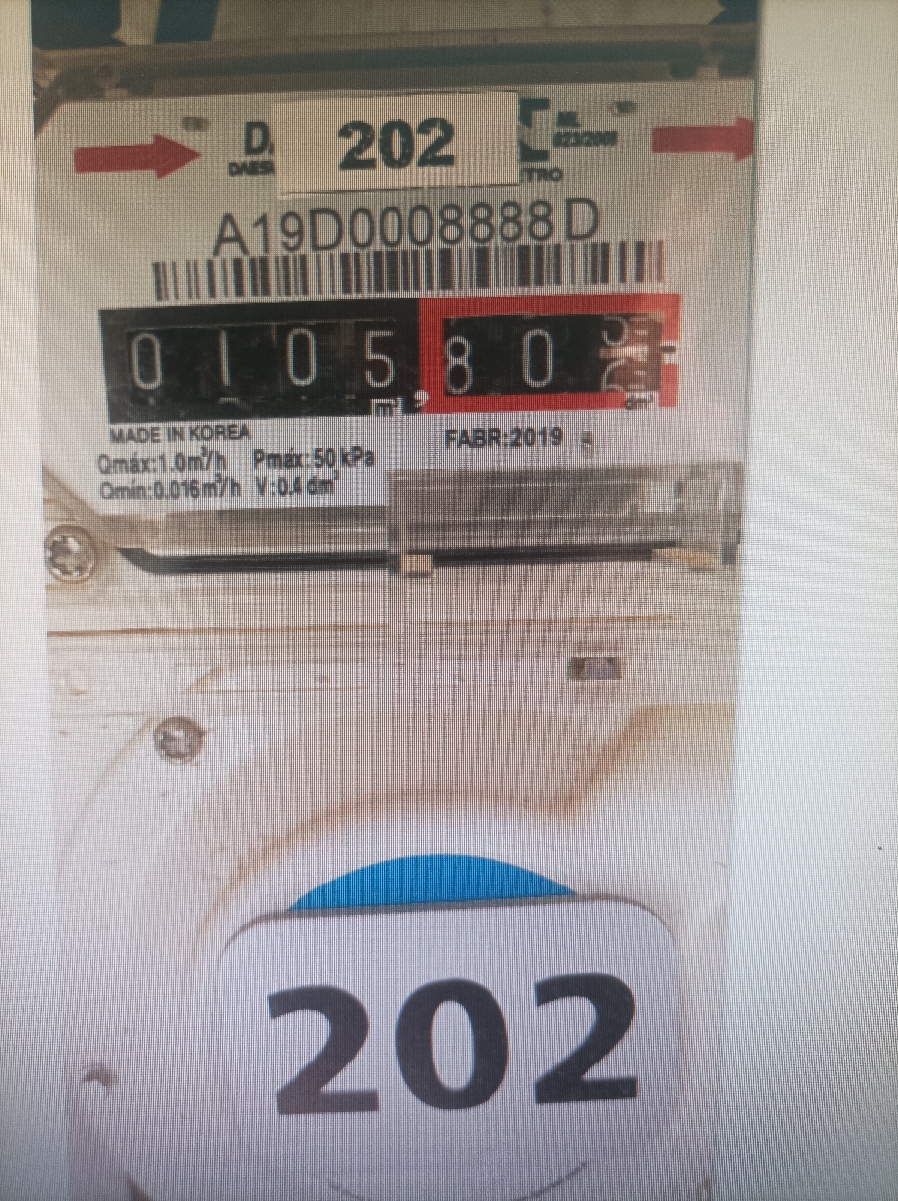 202
A19D0008888D
0105,80
m³
dm³
MADE IN KOREA
FABR:2019
Qmáx:1.0m³/h Pmáx:50 kPa
Qmín:0.016m³/h V:0.4 dm³
202